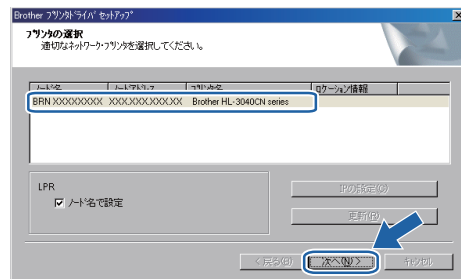 Brother プリンタドライバ セットアップ
プリンタの選択
適切なネットワーク・プリンタを選択してください。
ノード名 ノードアドレス プリンタ名 ロケーション情報
BRN XXXXXXXXX XXX.XXX.XXX.XX Brother HL-3040CN series
LPR
IPの設定(C)
ノード名で設定
更新(R)
< 戻る(B) 次へ(N) > キャンセル